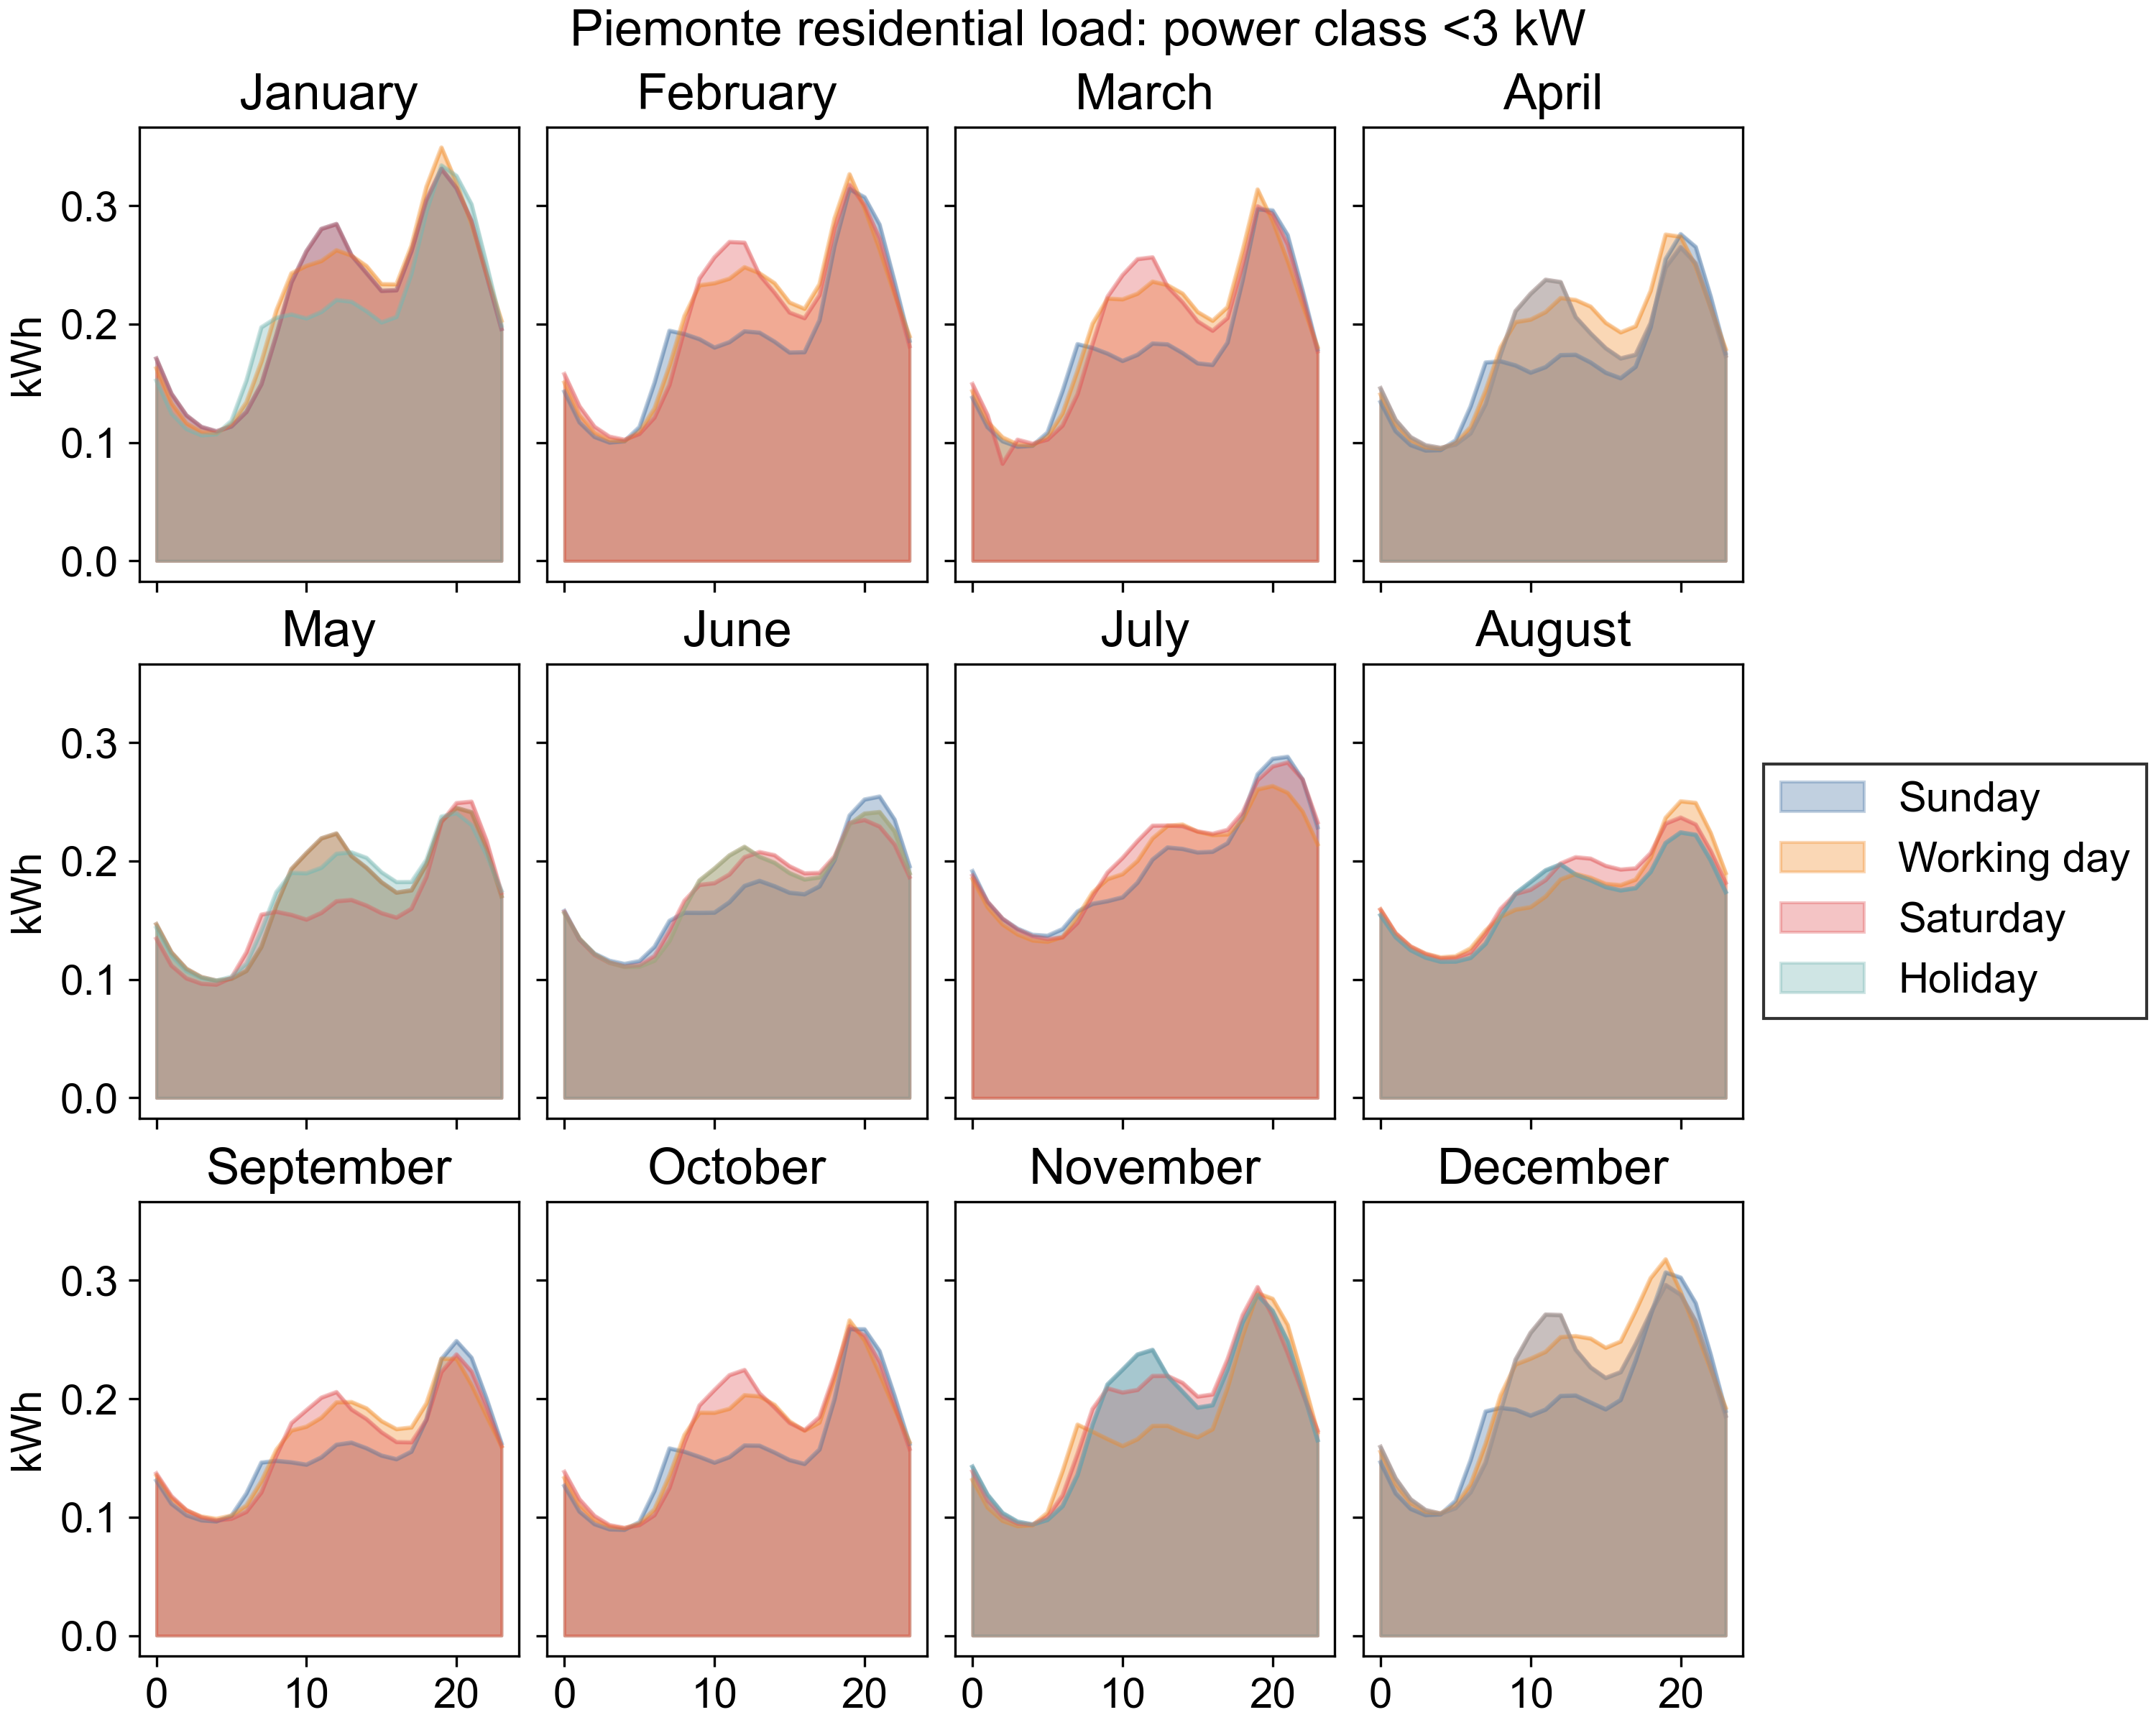 Piemonte residential load: power class <3 kW
January February March April
kWh
0.3
0.2
0.1
0.0
May June July August
kWh
0.3
0.2
0.1
0.0
Sunday
Working day
Saturday
Holiday
September October November December
kWh
0.3
0.2
0.1
0.0
0 10 20 0 10 20 0 10 20 0 10 20